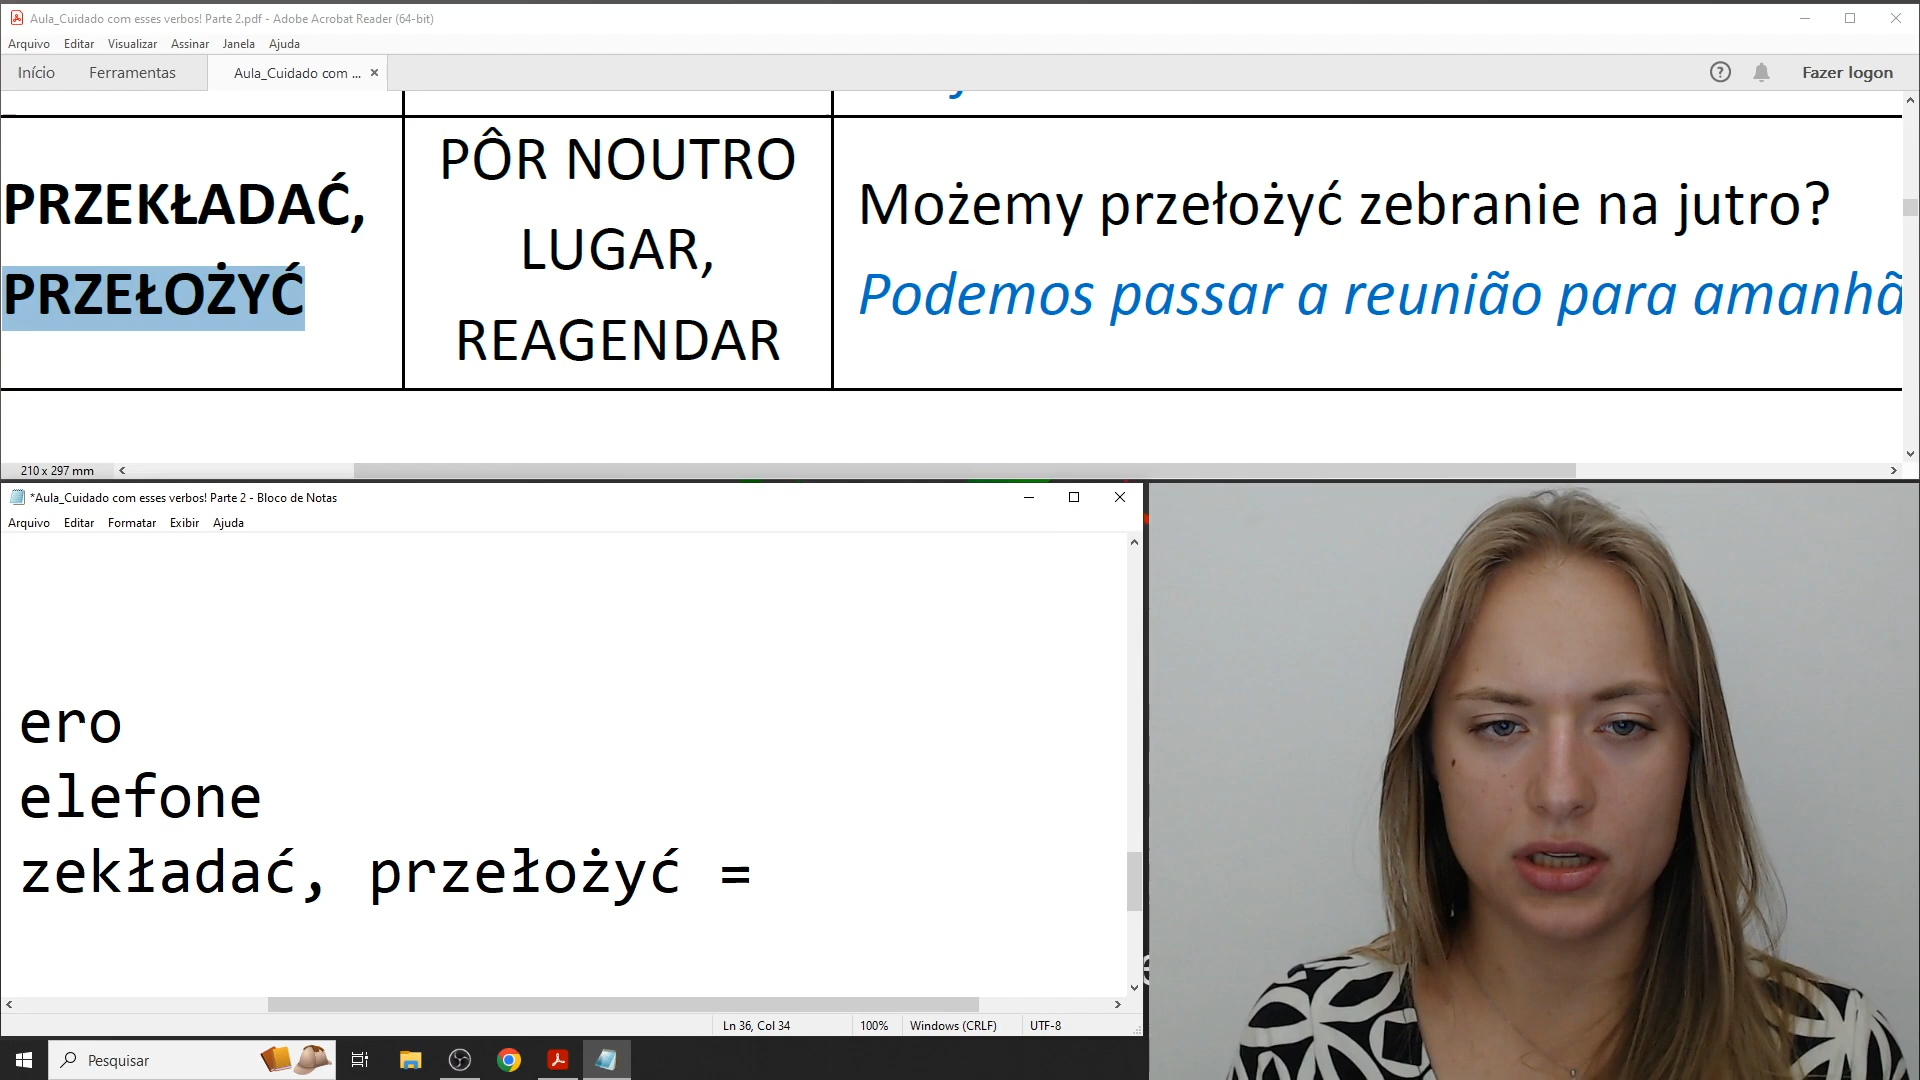 Aula_Cuidado com esses verbos! Parte 2.pdf - Adobe Acrobat Reader (64-bit)
Arquivo Editar Visualizar Assinar Janela Ajuda
Início Ferramentas Aula_Cuidado com ... × Fazer logon
PRZEKŁADAĆ,
PRZEŁOŻYĆ
PÔR NOUTRO
LUGAR,
REAGENDAR
Możemy przełożyć zebranie na jutro?
Podemos passar a reunião para amanhã
210 x 297 mm
*Aula_Cuidado com esses verbos! Parte 2 - Bloco de Notas
Arquivo Editar Formatar Exibir Ajuda
ero
elefone
zekładać, przełożyć =
Ln 36, Col 34 100% Windows (CRLF) UTF-8
Pesquisar